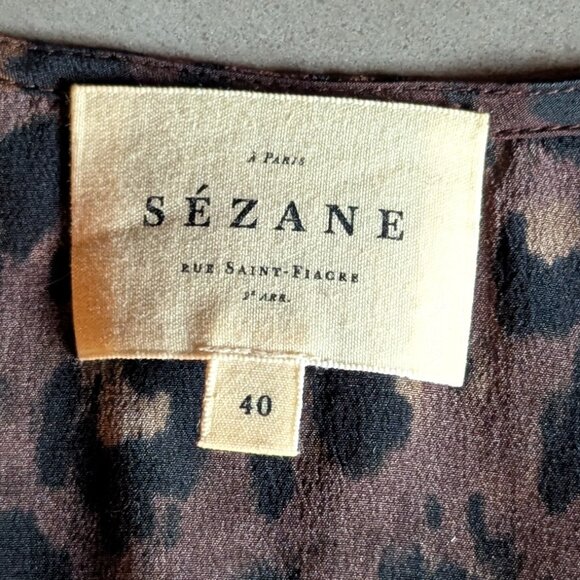 À PARIS
SÉZANE
RUE SAINT-FIACRE
2E ARR.
40